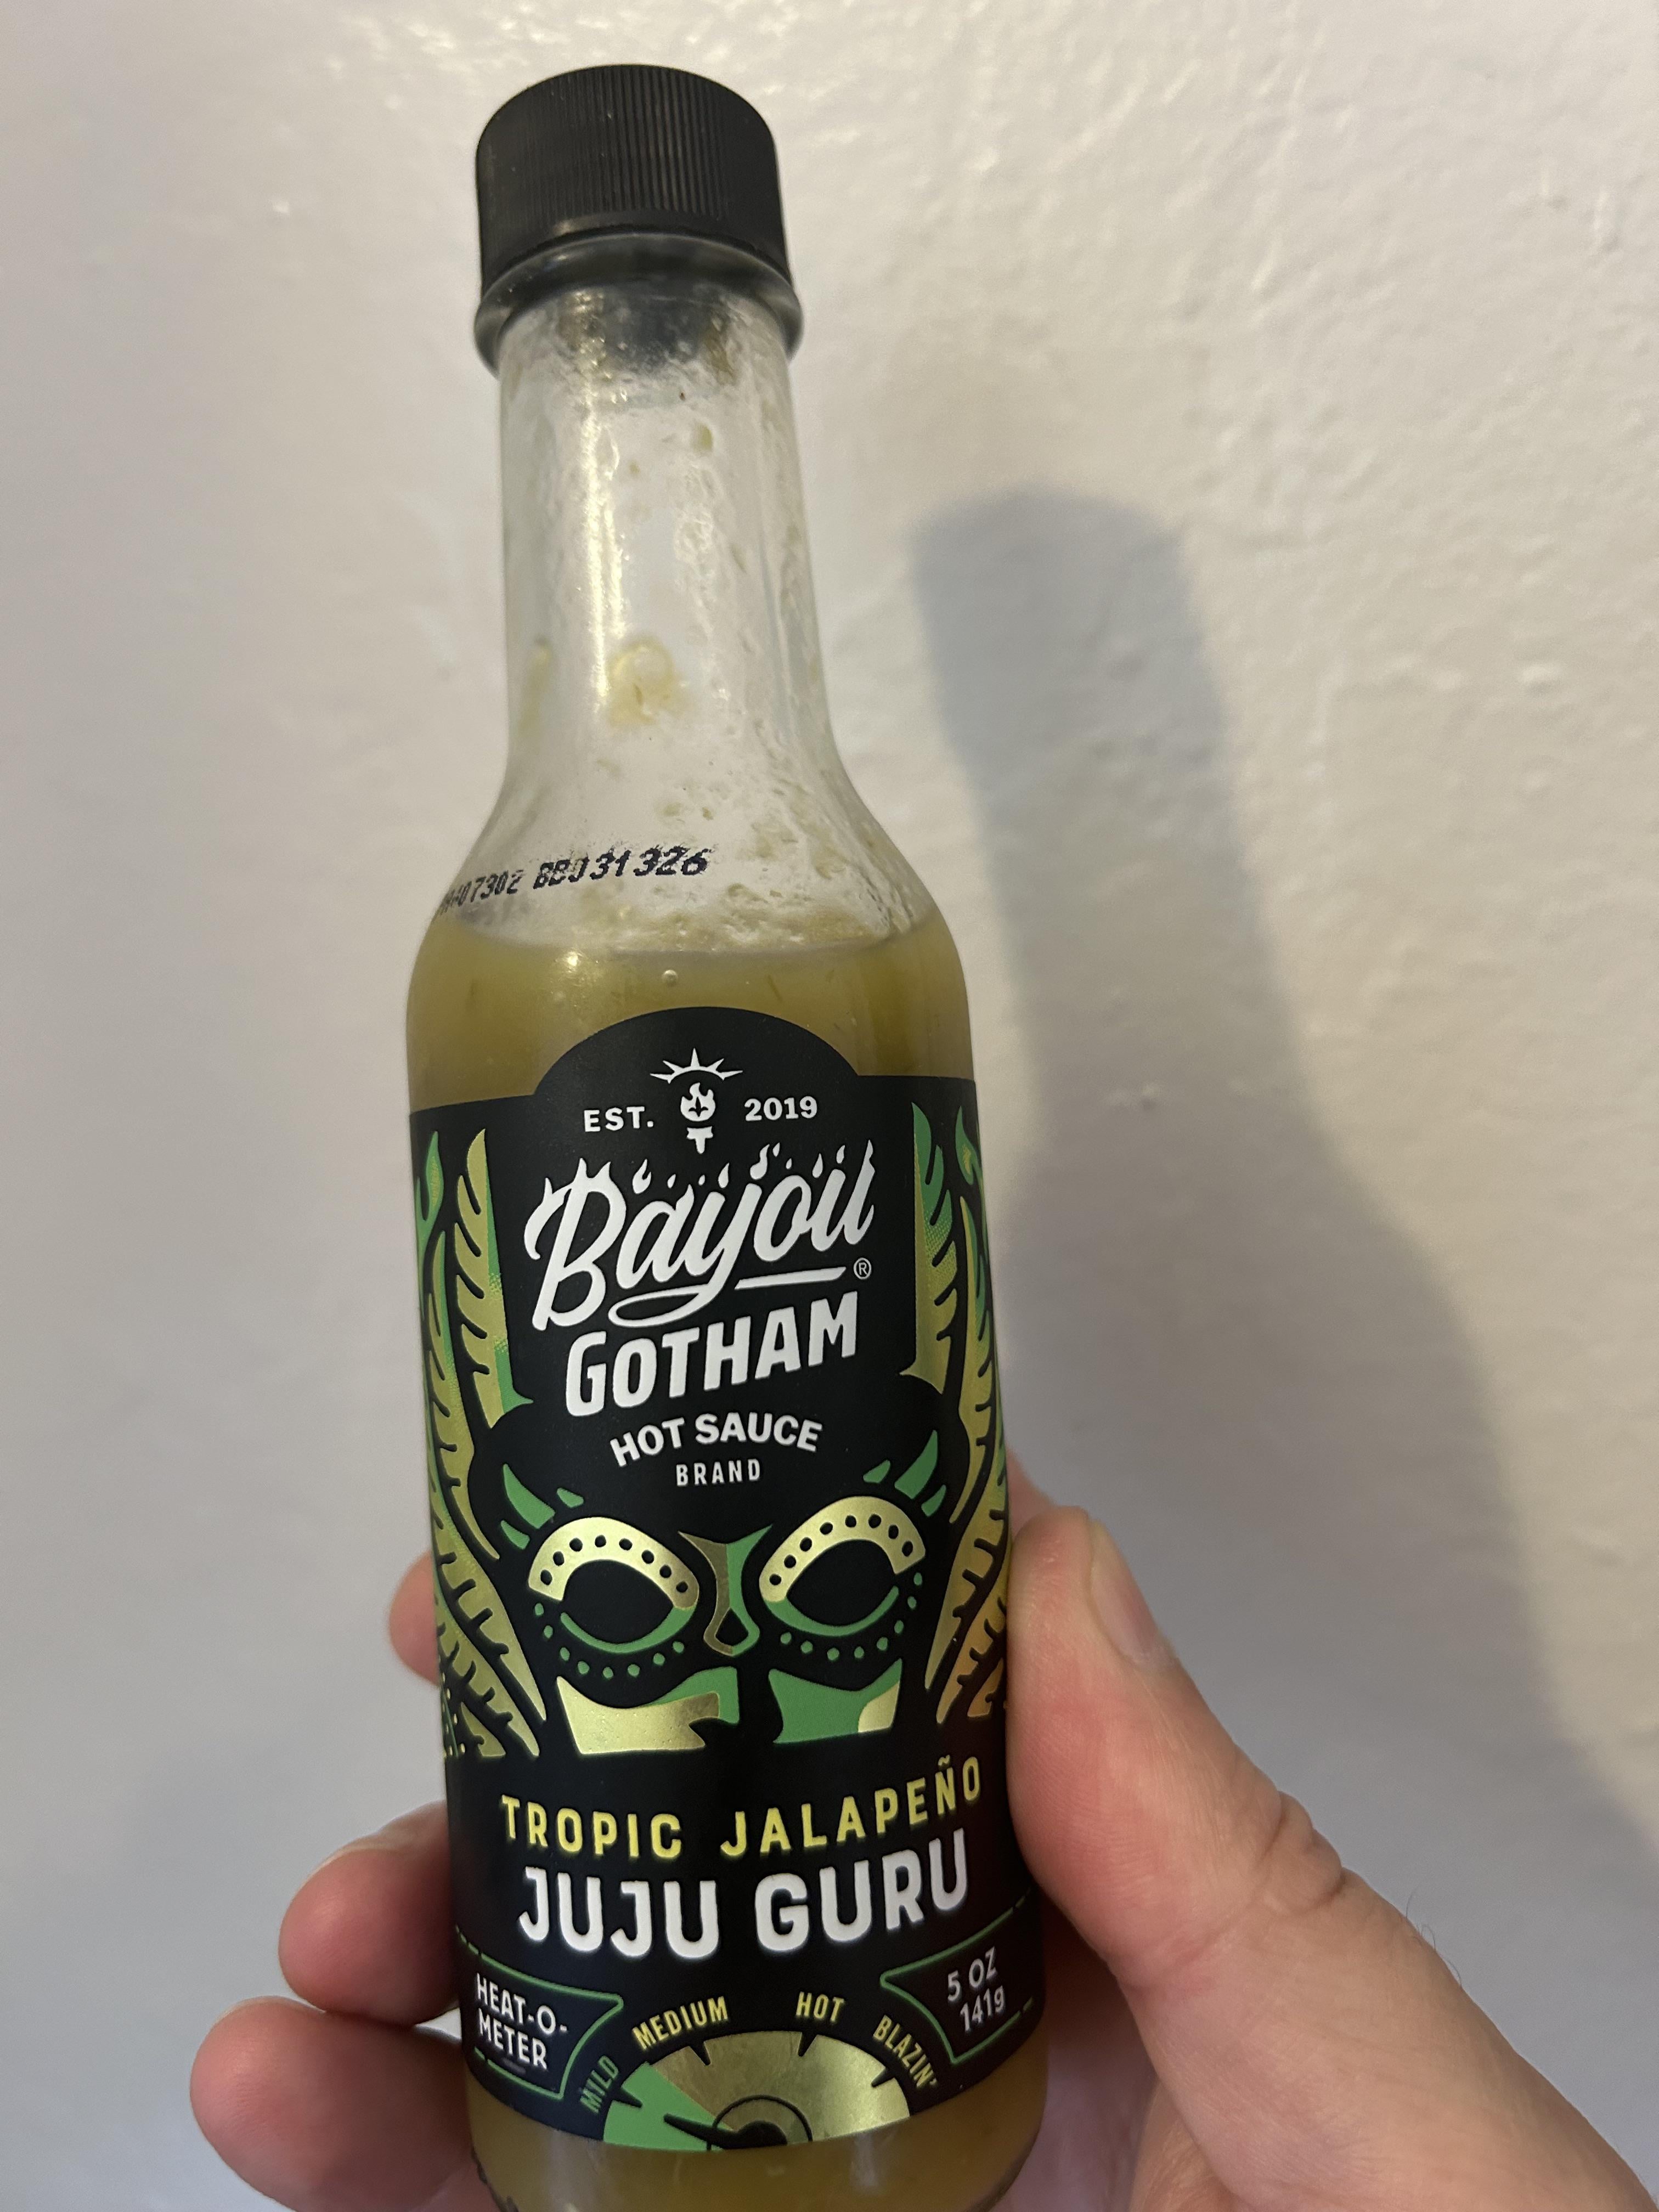 BB031326
EST. 2019
Bayou®
GOTHAM
HOT SAUCE
BRAND
TROPIC JALAPEÑO
JUJU GURU
HEAT-O-
METER
MILD MEDIUM HOT BLAZIN'
5 OZ
141g